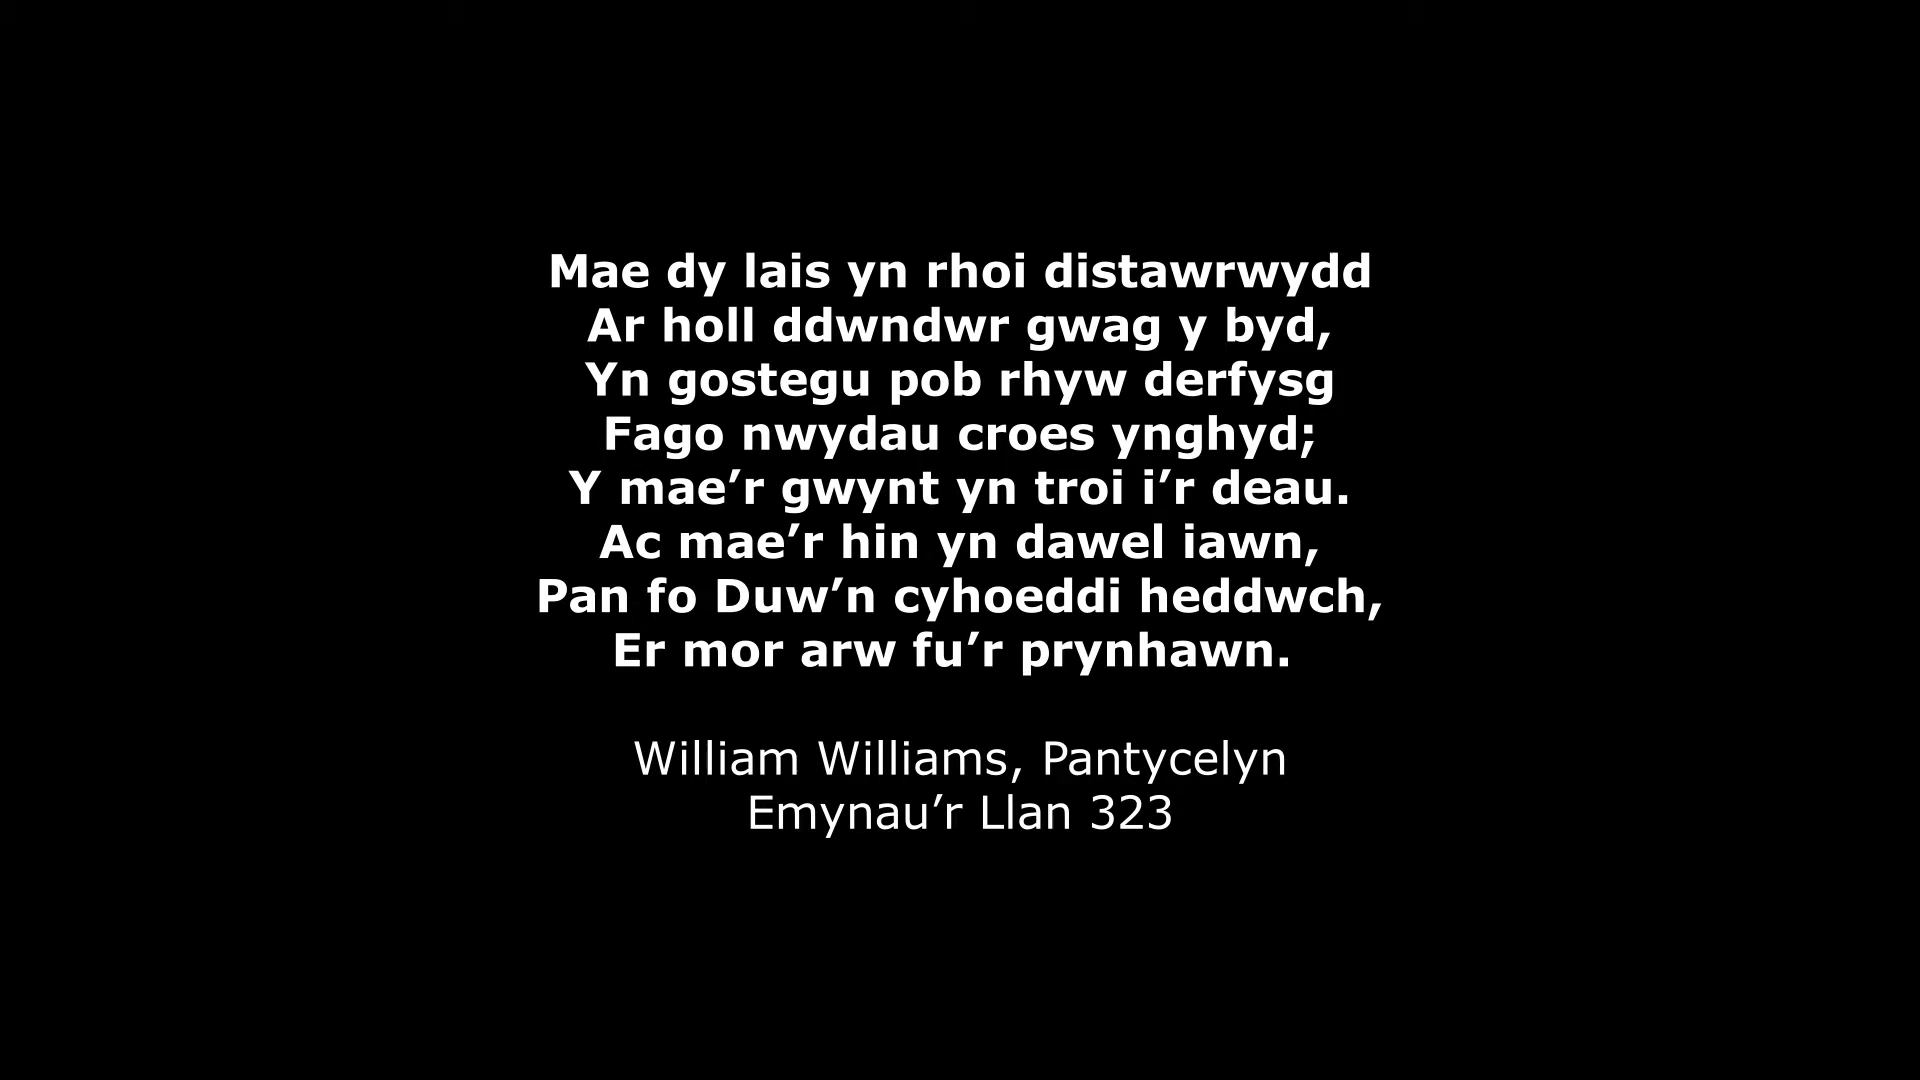 Mae dy lais yn rhoi distawrwydd
Ar holl ddwndwr gwag y byd,
Yn gostegu pob rhyw derfysg
Fago nwydau croes ynghyd;
Y mae’r gwynt yn troi i’r deau.
Ac mae’r hin yn dawel iawn,
Pan fo Duw’n cyhoeddi heddwch,
Er mor arw fu’r prynhawn.
William Williams, Pantycelyn
Emynau’r Llan 323